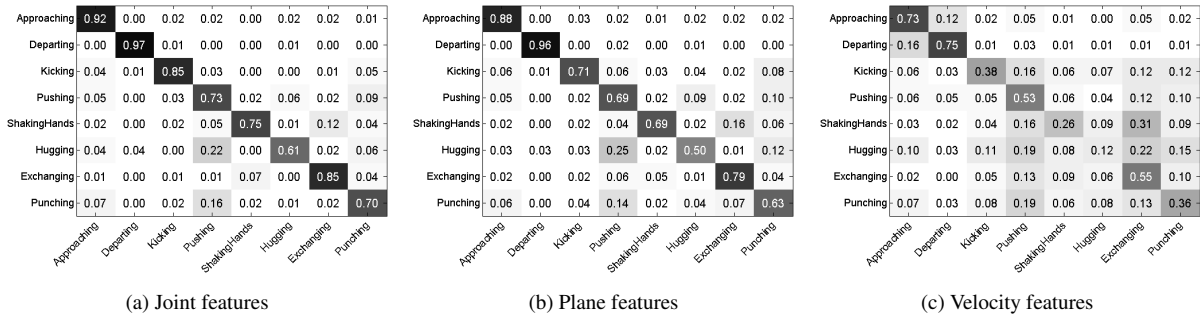 Approaching 0.92 0.00 0.02 0.02 0.00 0.02 0.02 0.01
Departing 0.00 0.97 0.01 0.00 0.00 0.01 0.00 0.00
Kicking 0.04 0.01 0.85 0.03 0.00 0.01 0.01 0.05
Pushing 0.05 0.00 0.03 0.73 0.02 0.06 0.02 0.09
ShakingHands 0.02 0.00 0.02 0.05 0.75 0.01 0.12 0.04
Hugging 0.04 0.04 0.00 0.22 0.00 0.61 0.02 0.06
Exchanging 0.01 0.00 0.01 0.01 0.07 0.00 0.85 0.04
Punching 0.07 0.00 0.02 0.16 0.02 0.01 0.02 0.70
Approaching Departing Kicking Pushing ShakingHands Hugging Exchanging Punching
(a) Joint features
Approaching 0.88 0.00 0.03 0.02 0.00 0.02 0.02 0.02
Departing 0.00 0.96 0.00 0.02 0.00 0.01 0.00 0.00
Kicking 0.06 0.01 0.71 0.06 0.03 0.04 0.02 0.08
Pushing 0.06 0.00 0.02 0.69 0.02 0.09 0.02 0.10
ShakingHands 0.02 0.00 0.02 0.04 0.69 0.02 0.16 0.06
Hugging 0.03 0.03 0.00 0.25 0.02 0.50 0.01 0.12
Exchanging 0.02 0.00 0.02 0.06 0.05 0.01 0.79 0.04
Punching 0.06 0.00 0.04 0.14 0.02 0.04 0.07 0.63
Approaching Departing Kicking Pushing ShakingHands Hugging Exchanging Punching
(b) Plane features
Approaching 0.73 0.12 0.02 0.05 0.01 0.00 0.05 0.02
Departing 0.16 0.75 0.01 0.03 0.01 0.01 0.03 0.01
Kicking 0.06 0.03 0.38 0.16 0.06 0.07 0.12 0.12
Pushing 0.06 0.05 0.05 0.53 0.06 0.04 0.12 0.10
ShakingHands 0.03 0.02 0.04 0.16 0.26 0.09 0.31 0.09
Hugging 0.10 0.03 0.11 0.19 0.08 0.12 0.22 0.15
Exchanging 0.01 0.01 0.05 0.13 0.09 0.06 0.55 0.10
Punching 0.07 0.03 0.08 0.19 0.06 0.08 0.13 0.36
Approaching Departing Kicking Pushing ShakingHands Hugging Exchanging Punching
(c) Velocity features